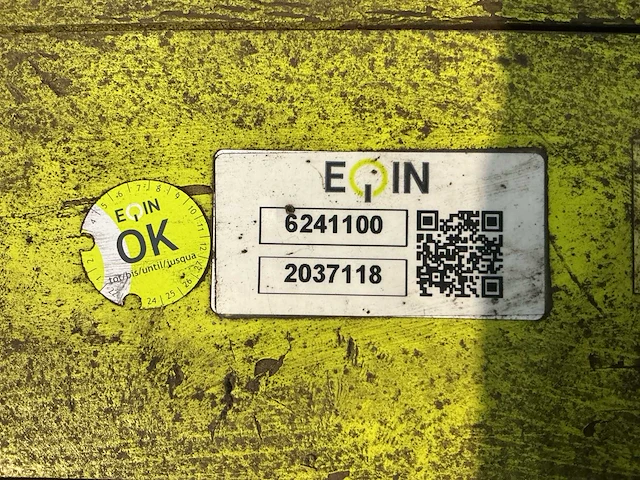 EQIN
OK
tot/bis/until/jusqua
EQIN
6241100
2037118